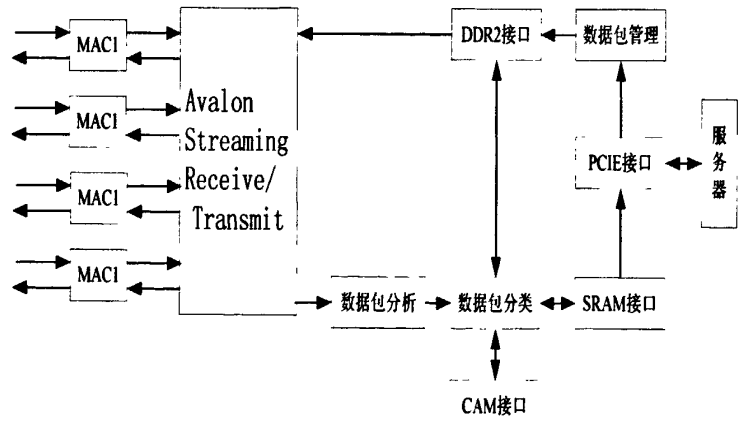 MAC1
MAC1
MAC1
MAC1
Avalon
Streaming
Receive/
Transmit
DDR2接口
数据包管理
PCIE接口
服
务
器
数据包分析
数据包分类
SRAM接口
CAM接口